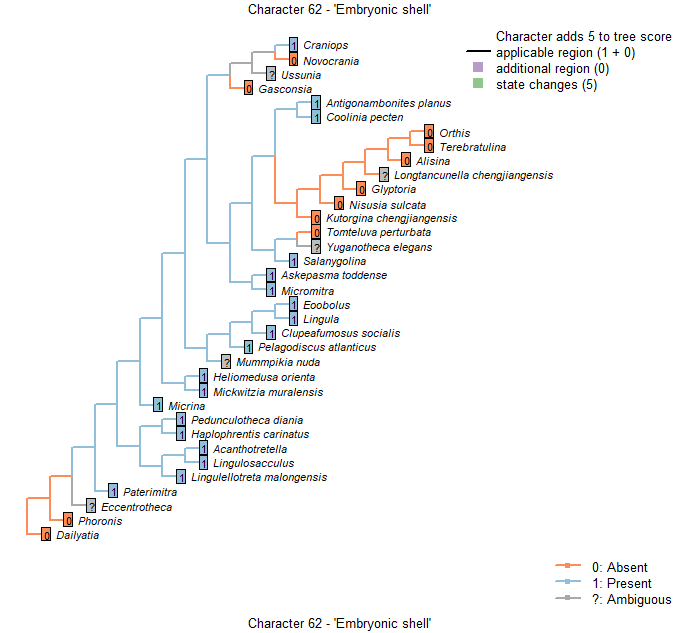 Character 62 - 'Embryonic shell'
Character adds 5 to tree score
applicable region (1 + 0)
additional region (0)
state changes (5)
1 Craniops
0 Novocrania
? Ussunia
0 Gasconsia
1 Antigonambonites planus
1 Coolinia pecten
0 Orthis
0 Terebratulina
0 Alisina
? Longtancunella chengjiangensis
0 Glyptoria
0 Nisusia sulcata
0 Kutorgina chengjiangensis
0 Tomteluva perturbata
? Yuganotheca elegans
1 Salanygolina
1 Askepasma toddense
1 Micromitra
1 Eoobolus
1 Lingula
1 Clupeafumosus socialis
1 Pelagodiscus atlanticus
? Mummpikia nuda
1 Heliomedusa orienta
1 Mickwitzia muralensis
1 Micrina
1 Pedunculotheca diania
1 Haplophrentis carinatus
1 Acanthotretella
1 Lingulosacculus
1 Lingulellotreta malongensis
1 Paterimitra
? Eccentrotheca
0 Phoronis
0 Dailyatia
0: Absent
1: Present
?: Ambiguous
Character 62 - 'Embryonic shell'